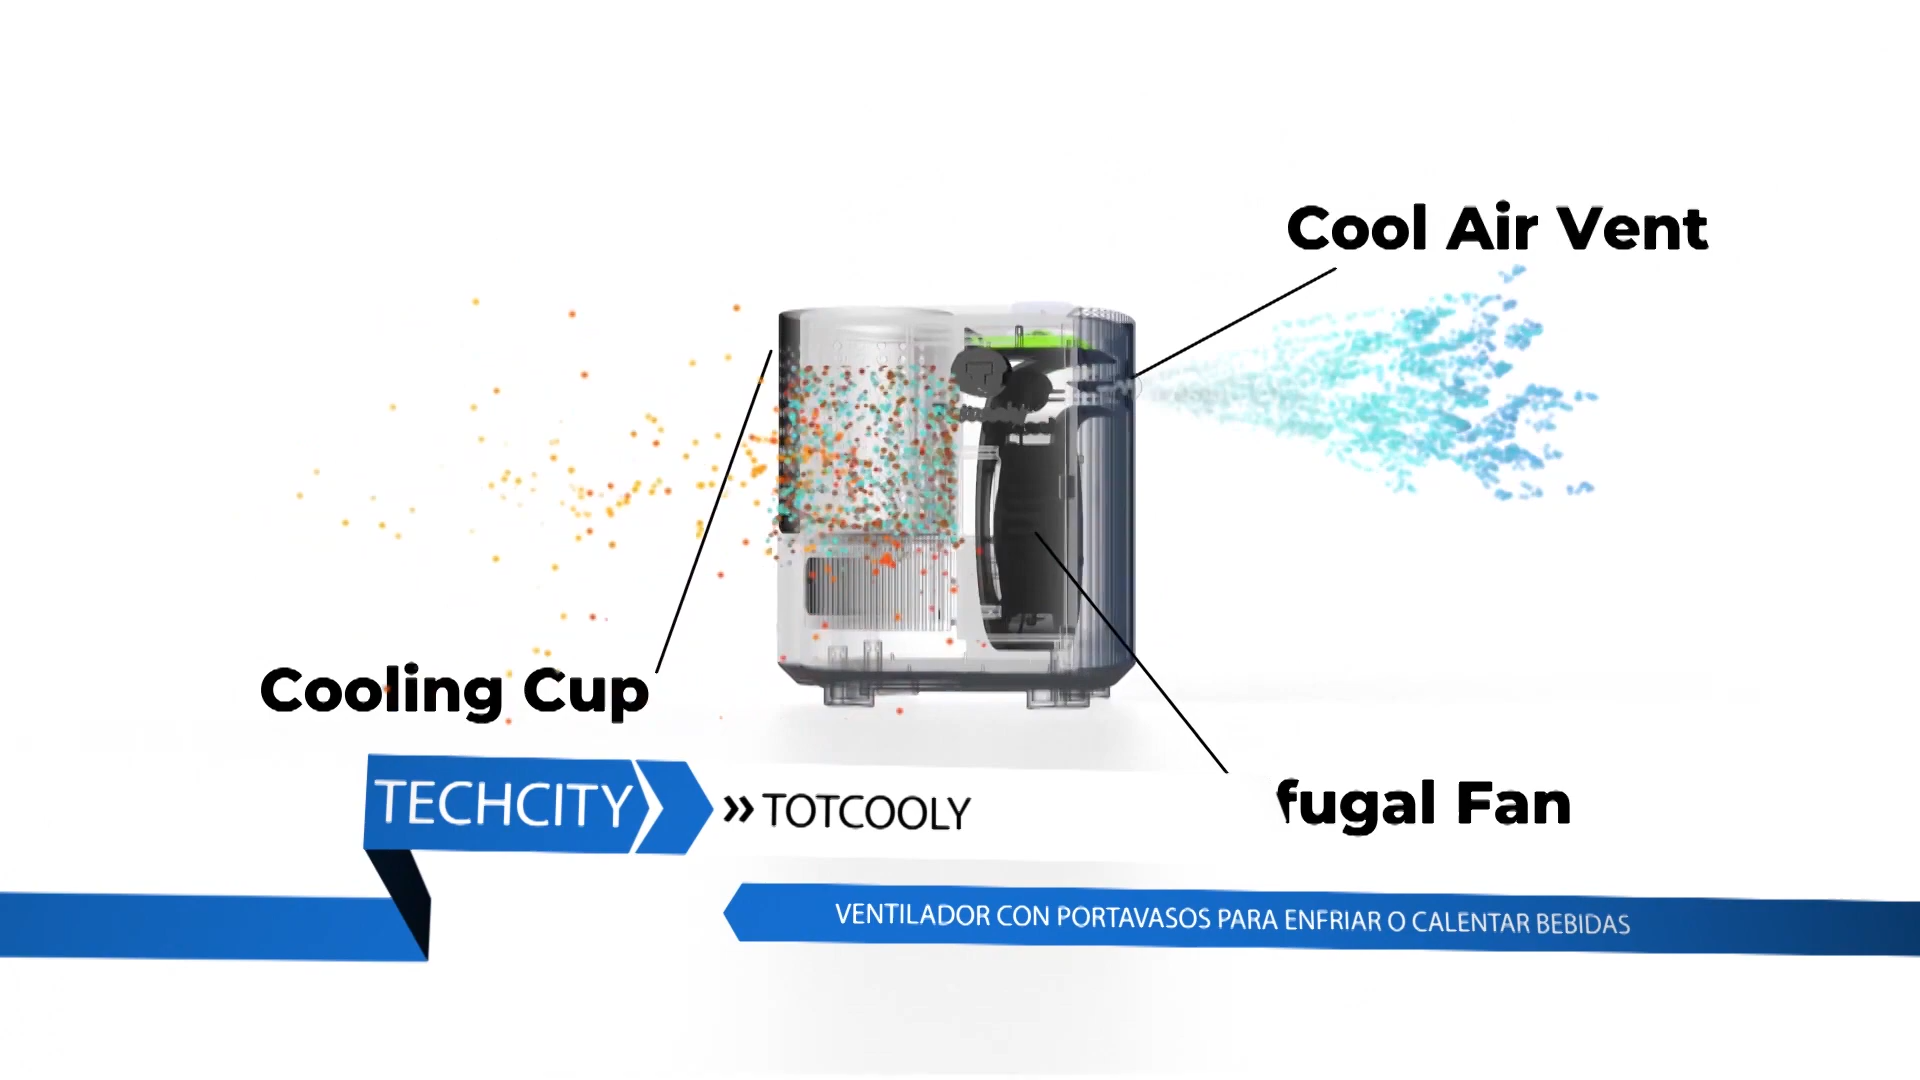 Cool Air Vent
Cooling Cup
fugal Fan
TECHCITY
» TOTCOOLY
VENTILADOR CON PORTAVASOS PARA ENFRIAR O CALENTAR BEBIDAS